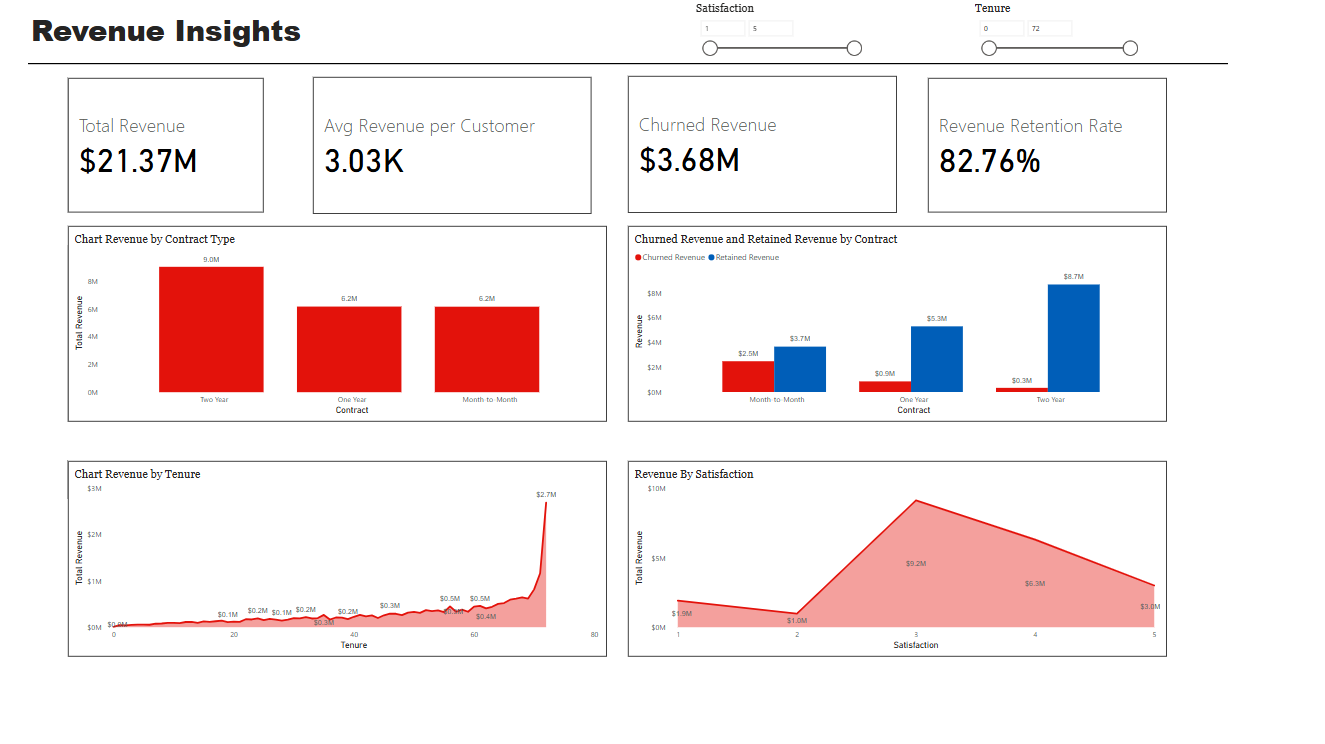 Revenue Insights
Satisfaction
1 5
Tenure
0 72
Total Revenue
$21.37M
Avg Revenue per Customer
3.03K
Churned Revenue
$3.68M
Revenue Retention Rate
82.76%
Chart Revenue by Contract Type
Total Revenue
8M
6M
4M
2M
0M
9.0M
6.2M
6.2M
Two Year One Year Month-to-Month
Contract
Churned Revenue and Retained Revenue by Contract
Churned Revenue Retained Revenue
Revenue
$8M
$6M
$4M
$2M
$0M
$2.5M
$3.7M
$0.9M
$5.3M
$0.3M
$8.7M
Month-to-Month One Year Two Year
Contract
Chart Revenue by Tenure
Total Revenue
$3M
$2M
$1M
$0M
$0.0M
$0.1M
$0.2M
$0.1M
$0.2M
$0.3M
$0.2M
$0.3M
$0.5M
$0.5M
$0.4M
$2.7M
0 20 40 60 80
Tenure
Revenue By Satisfaction
Total Revenue
$10M
$5M
$0M
$1.9M
$1.0M
$9.2M
$6.3M
$3.0M
1 2 3 4 5
Satisfaction